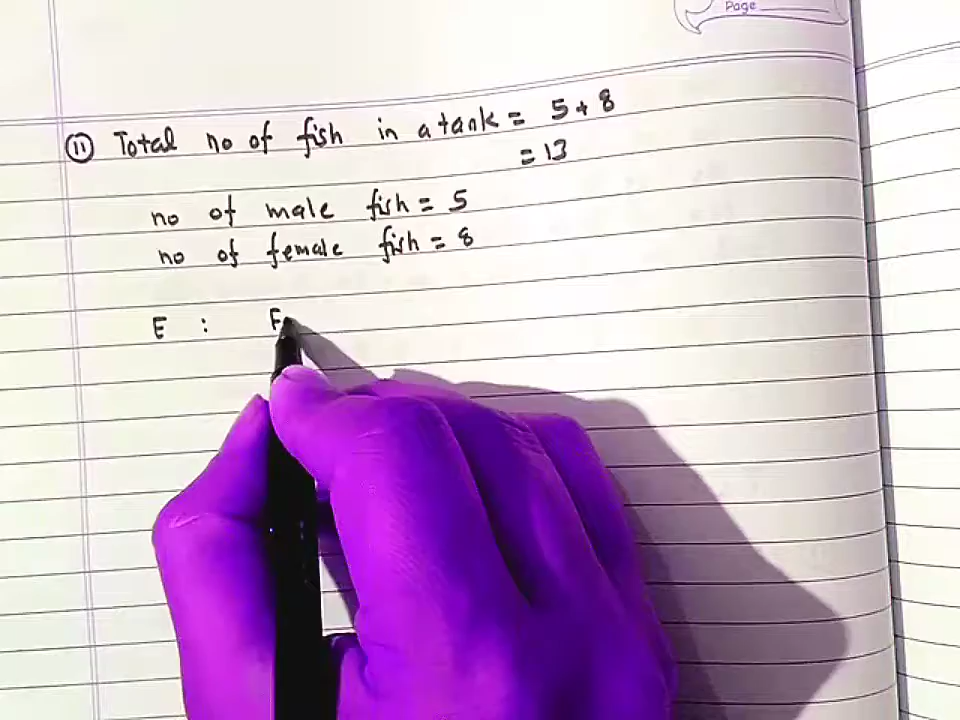 Page
(11) Total no of fish in a tank = 5 + 8
= 13
no of male fish = 5
no of female fish = 8
E : F